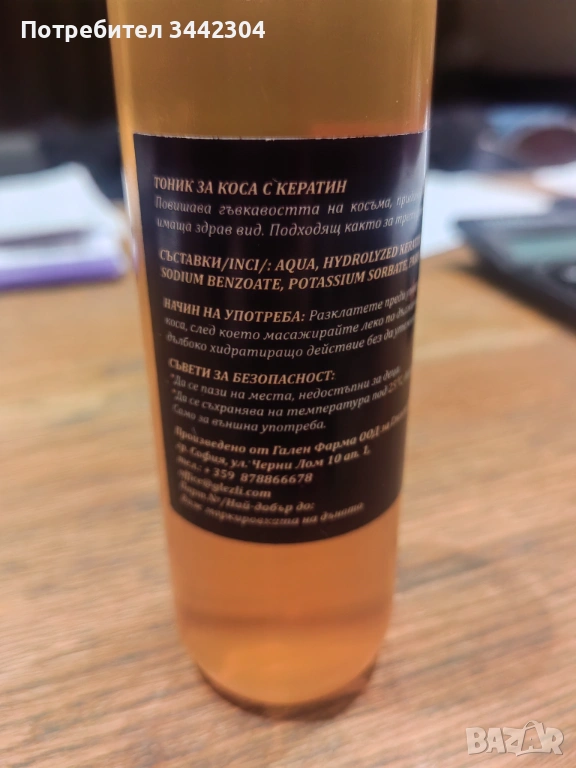 Потребител 3442304
ТОНИК ЗА КОСА С КЕРАТИН
Повишава гъвкавостта на косъма,
имаща здрав вид. Подходящ както за
СЪСТАВКИ/INCI/: AQUA, HYDROLYZED
SODIUM BENZOATE, POTASSIUM SORBATE,
НАЧИН НА УПОТРЕБА: Разклатете преди
коса, след което масажирайте леко по
дълбоко хидратиращо действие без да
СЪВЕТИ ЗА БЕЗОПАСНОСТ:
*Да се пази на места, недостъпни за деца.
*Да се съхранява на температура под
Само за външна употреба.
Произведено от Гален Фарма ООД за
гр. София, ул. Черни Лом 10 ап. 1,
тел.: +359 878866678
office@glezli.com
Парт.№/Най-добър до:
Виж маркировката на дъното.
BAZAR